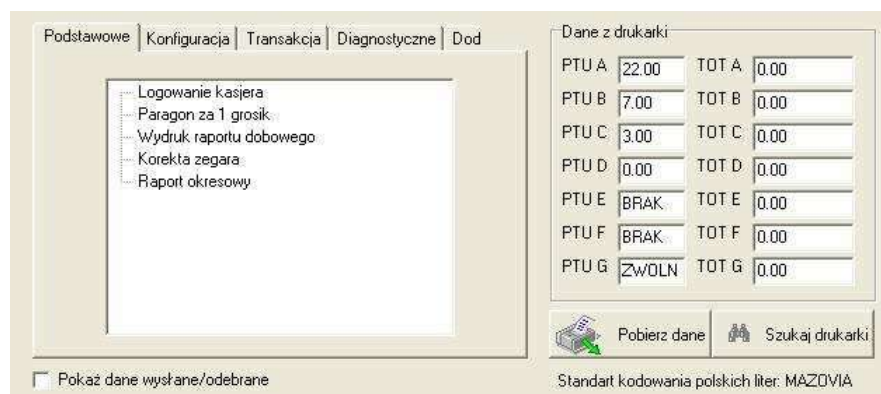 Podstawowe Konfiguracja Transakcja Diagnostyczne Dod
Logowanie kasjera
Paragon za 1 grosik
Wydruk raportu dobowego
Korekta zegara
Raport okresowy
Pokaż dane wysłane/odebrane
Dane z drukarki
PTU A 22.00 TOT A 0.00
PTU B 7.00 TOT B 0.00
PTU C 3.00 TOT C 0.00
PTU D 0.00 TOT D 0.00
PTU E BRAK TOT E 0.00
PTU F BRAK TOT F 0.00
PTU G ZWOLN TOT G 0.00
Pobierz dane Szukaj drukarki
Standart kodowania polskich liter: MAZOVIA